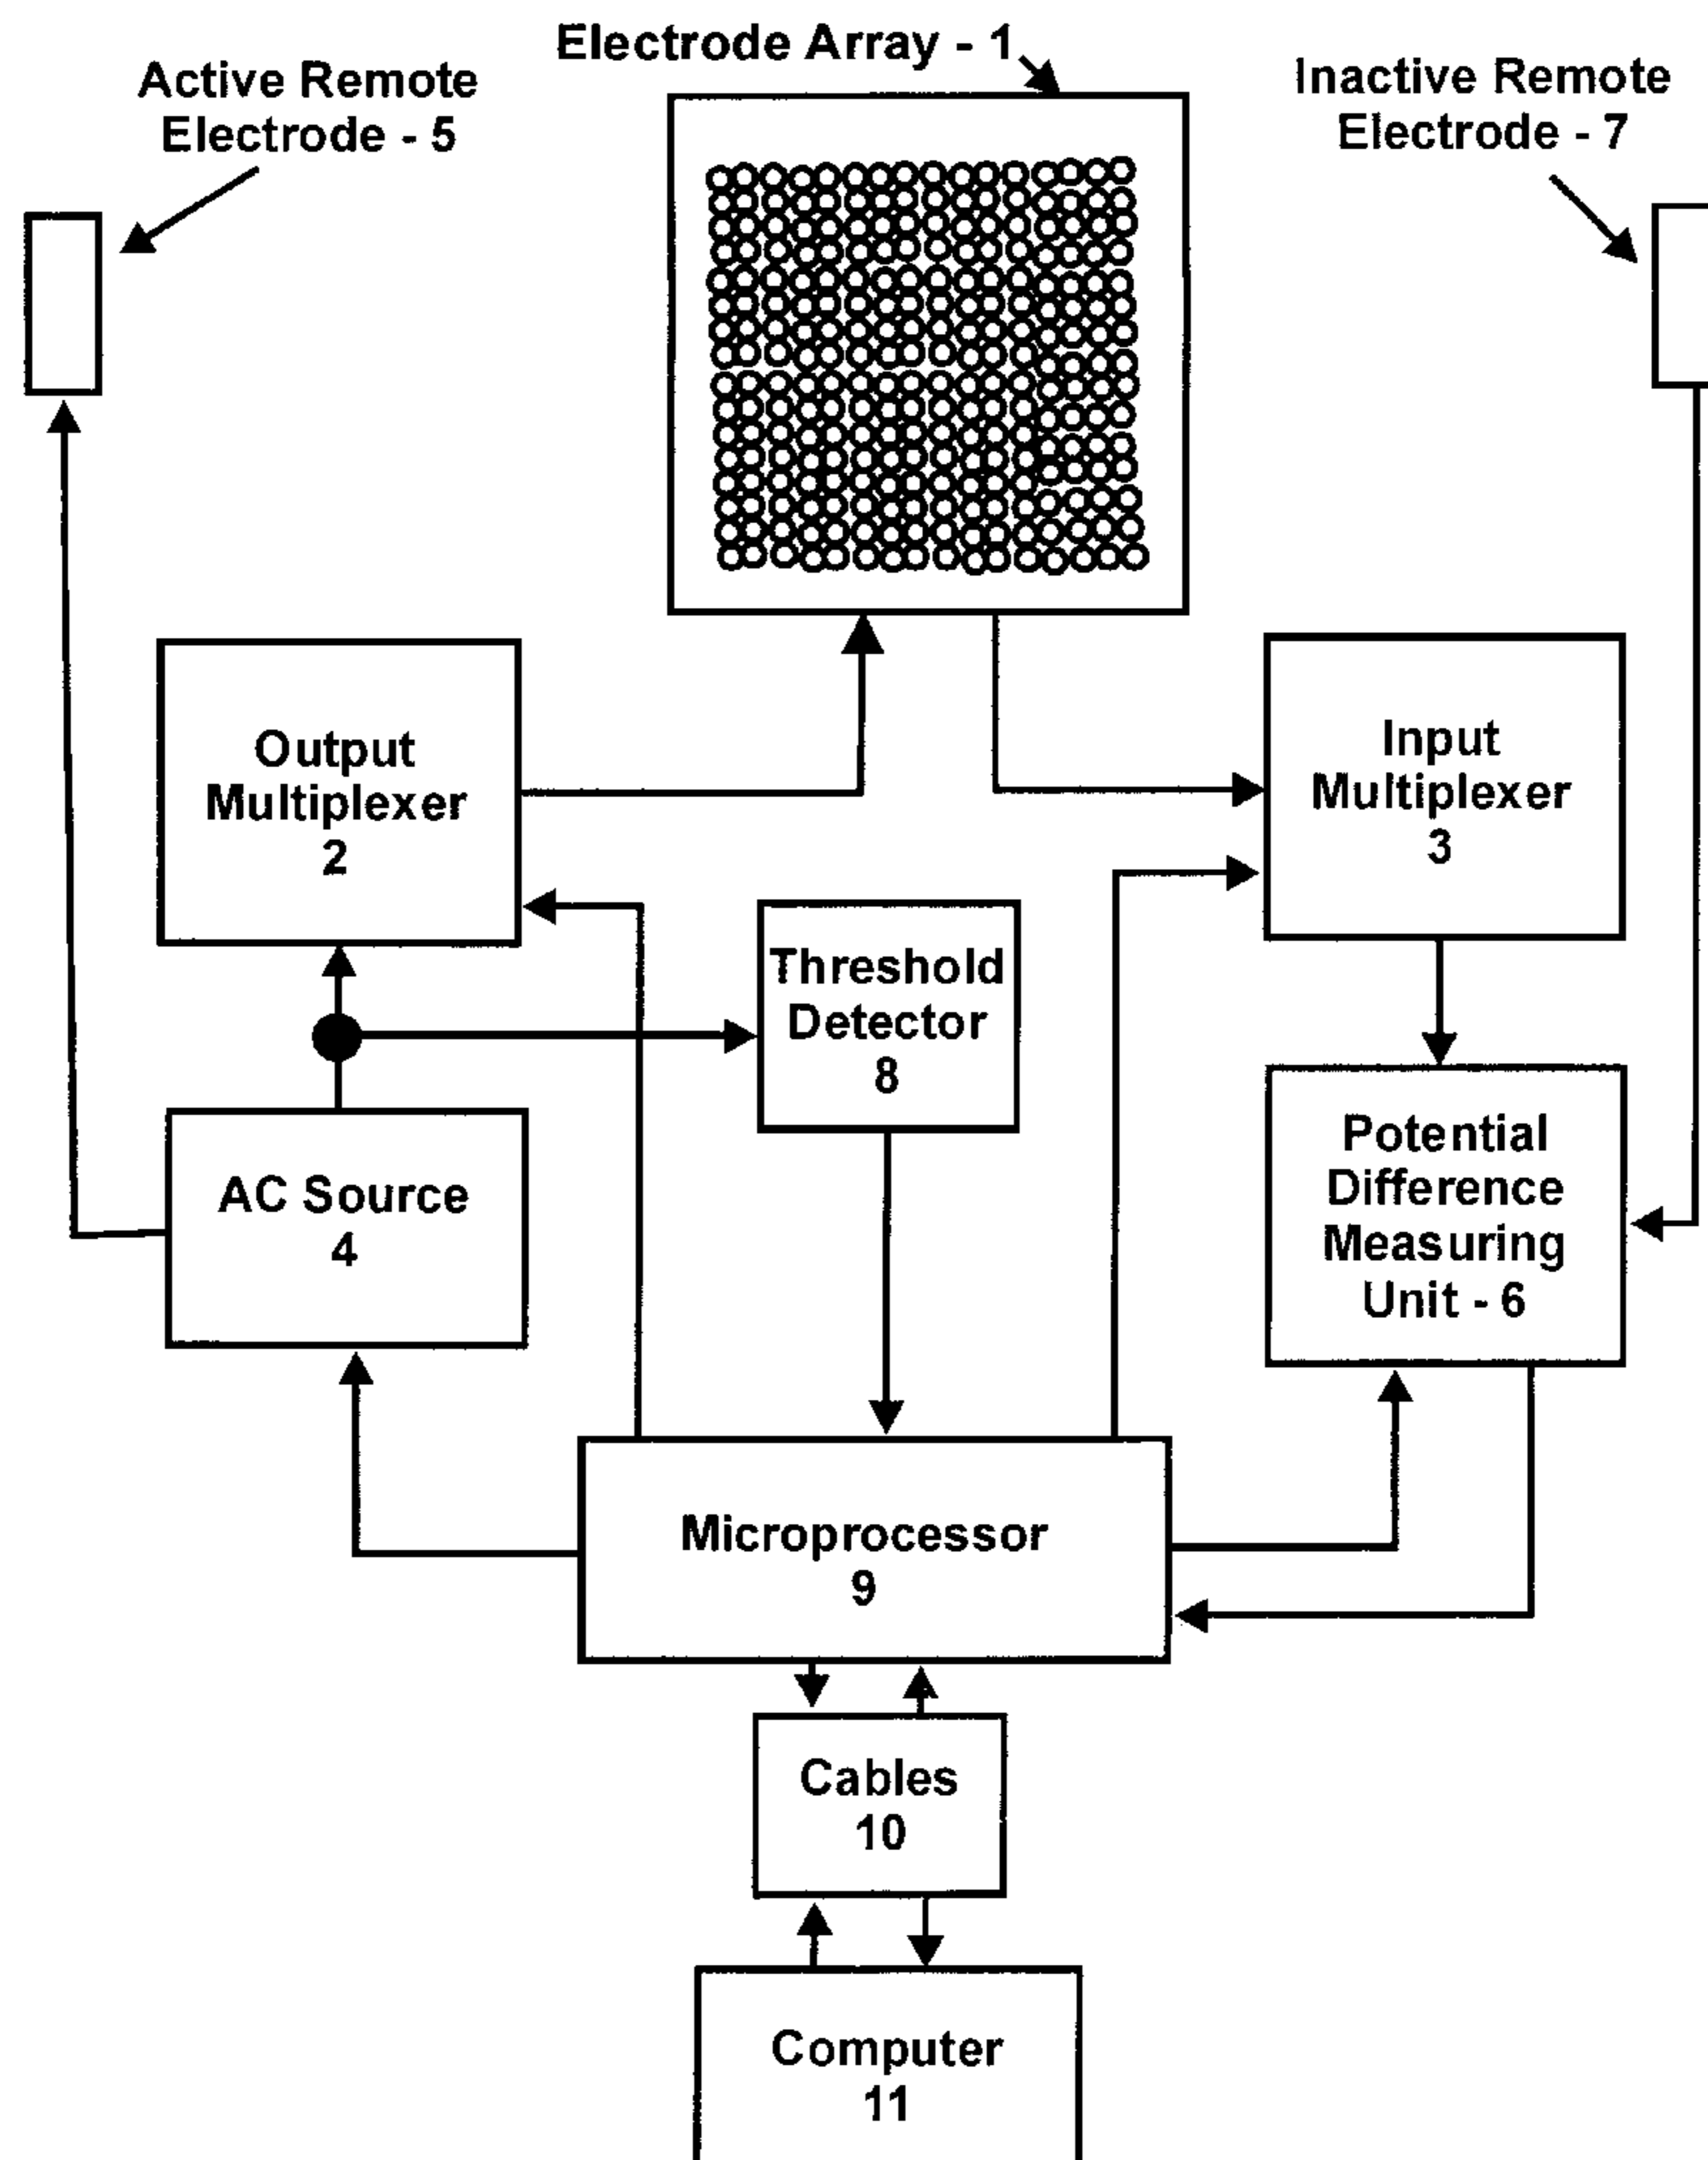 Electrode Array - 1
Active Remote
Electrode - 5
Inactive Remote
Electrode - 7
Output
Multiplexer
2
Input
Multiplexer
3
Threshold
Detector
8
AC Source
4
Potential
Difference
Measuring
Unit - 6
Microprocessor
9
Cables
10
Computer
11